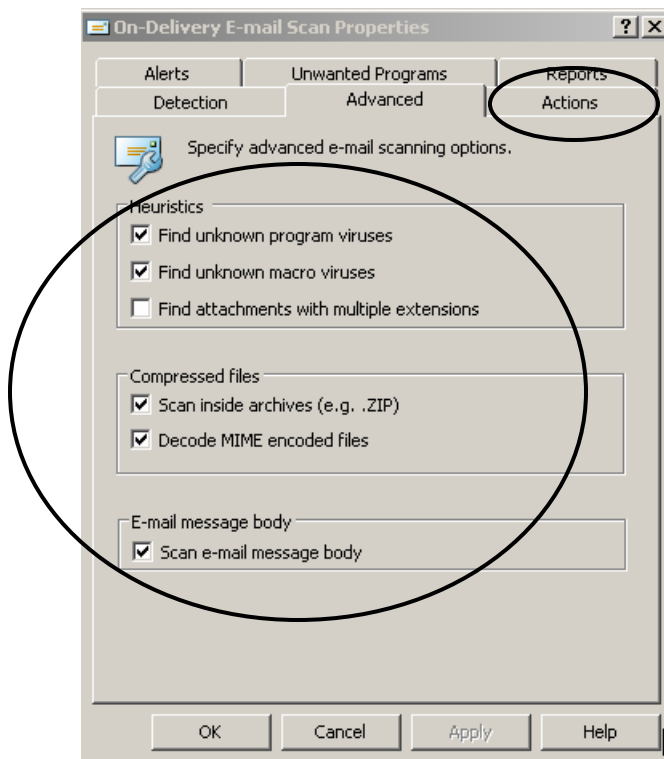 On-Delivery E-mail Scan Properties
Alerts Unwanted Programs Reports
Detection Advanced Actions
Specify advanced e-mail scanning options.
Heuristics
Find unknown program viruses
Find unknown macro viruses
Find attachments with multiple extensions
Compressed files
Scan inside archives (e.g. .ZIP)
Decode MIME encoded files
E-mail message body
Scan e-mail message body
OK Cancel Apply Help